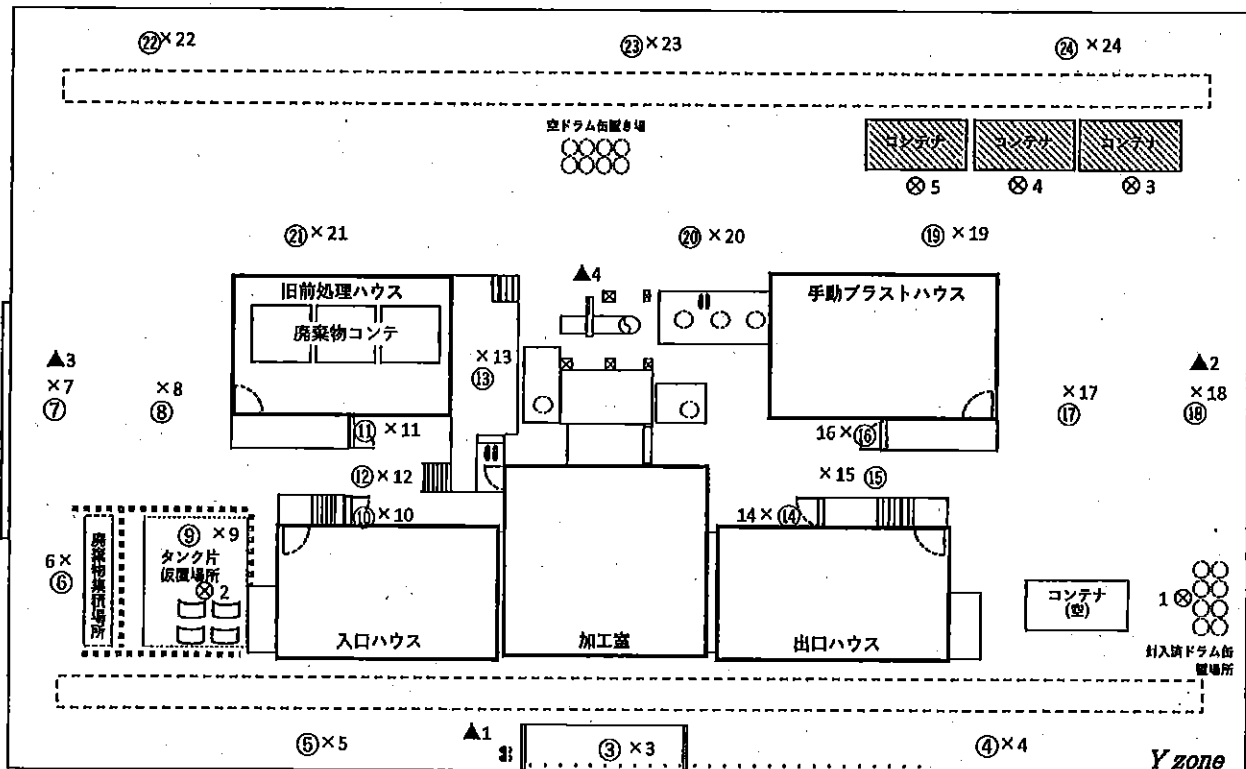 ㉒×22
㉓×23
㉔×24
空ドラム缶置き場
コンテナ
コンテナ
コンテナ
⊗5
⊗4
⊗3
㉑×21
⑳×20
⑲×19
▲4
旧前処理ハウス
廃棄物コンテ
手動ブラストハウス
×13
⑬
▲3
×7
⑦
×8
⑧
▲2
×18
⑱
×17
⑰
⑪×11
16×⑯
⑫×12
×15 ⑮
⑩×10
14×⑭
⑨ ×9
タンク片
仮置場所
⊗2
6×
⑥
廃棄物集積場所
入口ハウス
加工室
出口ハウス
コンテナ
(空)
1⊗
封入済ドラム缶
置場所
⑤×5
▲1
③×3
④×4
Y zone